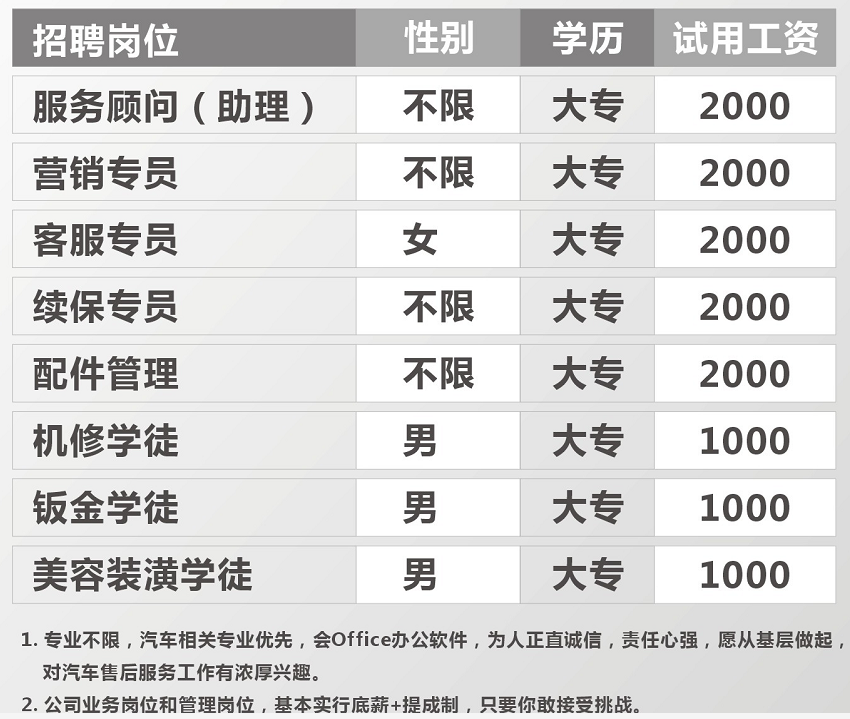 招聘岗位 性别 学历 试用工资
服务顾问（助理） 不限 大专 2000
营销专员 不限 大专 2000
客服专员 女 大专 2000
续保专员 不限 大专 2000
配件管理 不限 大专 2000
机修学徒 男 大专 1000
钣金学徒 男 大专 1000
美容装潢学徒 男 大专 1000
1. 专业不限，汽车相关专业优先，会Office办公软件，为人正直诚信，责任心强，愿从基层做起，
对汽车售后服务工作有浓厚兴趣。
2. 公司业务岗位和管理岗位，基本实行底薪+提成制，只要你敢接受挑战。